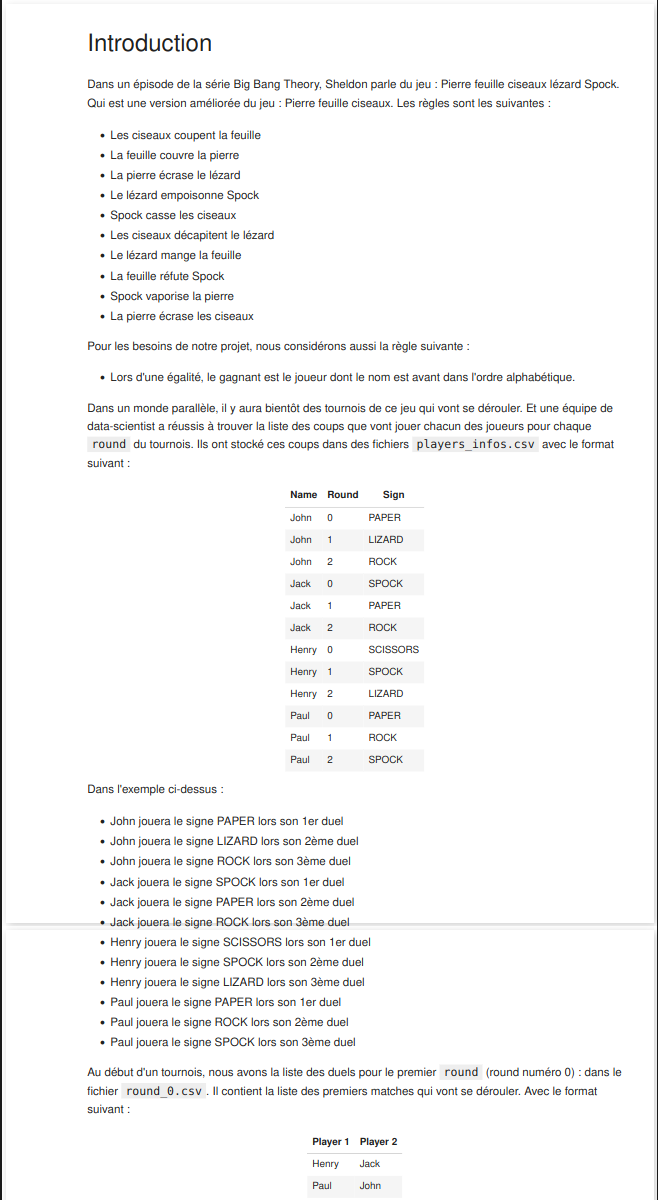 Introduction
Dans un épisode de la série Big Bang Theory, Sheldon parle du jeu : Pierre feuille ciseaux lézard Spock.
Qui est une version améliorée du jeu : Pierre feuille ciseaux. Les règles sont les suivantes :
• Les ciseaux coupent la feuille
• La feuille couvre la pierre
• La pierre écrase le lézard
• Le lézard empoisonne Spock
• Spock casse les ciseaux
• Les ciseaux décapitent le lézard
• Le lézard mange la feuille
• La feuille réfute Spock
• Spock vaporise la pierre
• La pierre écrase les ciseaux
Pour les besoins de notre projet, nous considérons aussi la règle suivante :
• Lors d'une égalité, le gagnant est le joueur dont le nom est avant dans l'ordre alphabétique.
Dans un monde parallèle, il y aura bientôt des tournois de ce jeu qui vont se dérouler. Et une équipe de
data-scientist a réussis à trouver la liste des coups que vont jouer chacun des joueurs pour chaque
round du tournois. Ils ont stocké ces coups dans des fichiers players_infos.csv avec le format
suivant :
Name Round Sign
John 0 PAPER
John 1 LIZARD
John 2 ROCK
Jack 0 SPOCK
Jack 1 PAPER
Jack 2 ROCK
Henry 0 SCISSORS
Henry 1 SPOCK
Henry 2 LIZARD
Paul 0 PAPER
Paul 1 ROCK
Paul 2 SPOCK
Dans l'exemple ci-dessus :
• John jouera le signe PAPER lors son 1er duel
• John jouera le signe LIZARD lors son 2ème duel
• John jouera le signe ROCK lors son 3ème duel
• Jack jouera le signe SPOCK lors son 1er duel
• Jack jouera le signe PAPER lors son 2ème duel
• Jack jouera le signe ROCK lors son 3ème duel
• Henry jouera le signe SCISSORS lors son 1er duel
• Henry jouera le signe SPOCK lors son 2ème duel
• Henry jouera le signe LIZARD lors son 3ème duel
• Paul jouera le signe PAPER lors son 1er duel
• Paul jouera le signe ROCK lors son 2ème duel
• Paul jouera le signe SPOCK lors son 3ème duel
Au début d'un tournois, nous avons la liste des duels pour le premier round (round numéro 0) : dans le
fichier round_0.csv. Il contient la liste des premiers matches qui vont se dérouler. Avec le format
suivant :
Player 1 Player 2
Henry Jack
Paul John